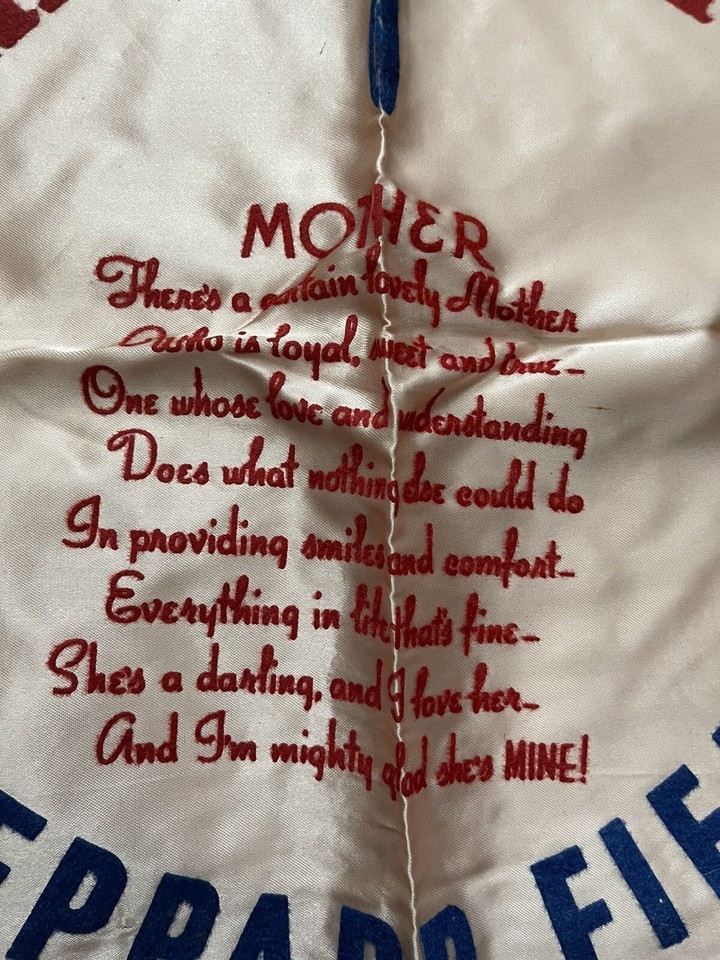 MOTHER
There's a certain lovely Mother
Who is loyal, sweet and true—
One whose love and understanding
Does what nothing else could do
In providing smiles and comfort—
Everything in life that's fine—
She's a darling, and I love her—
And I'm mighty glad she's MINE!
EPPARD FIE